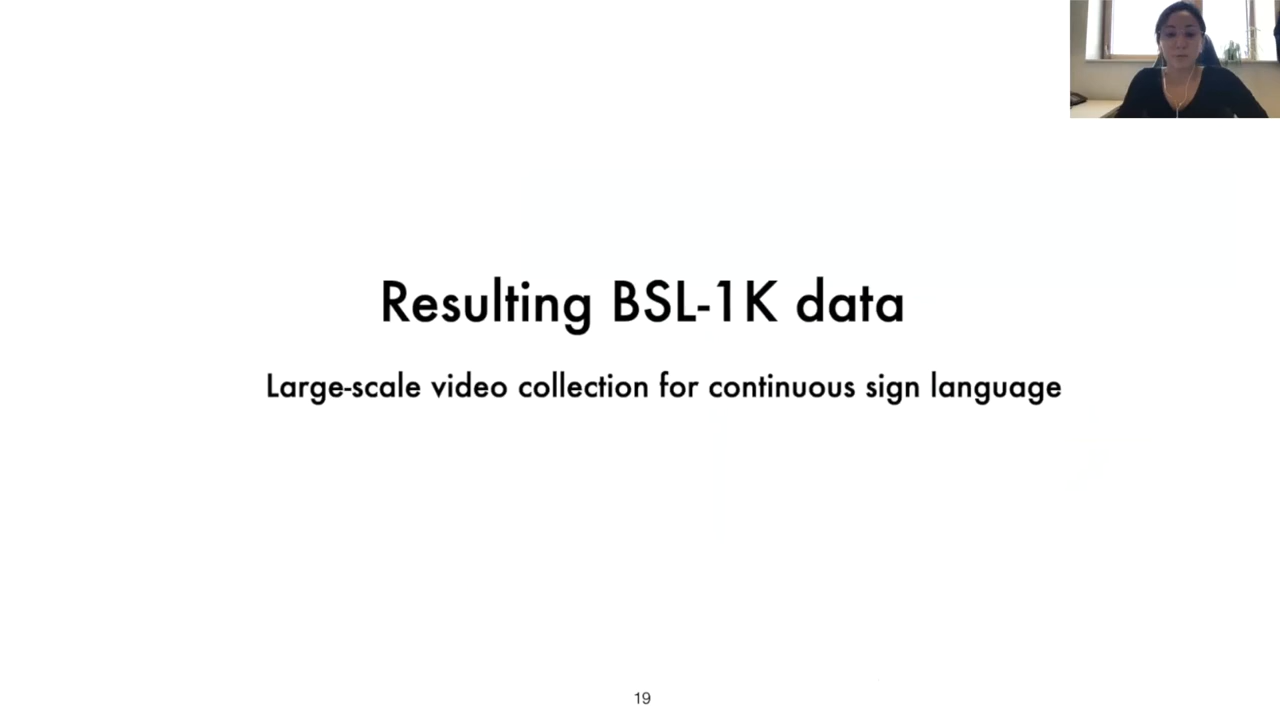 Resulting BSL-1K data
Large-scale video collection for continuous sign language
19